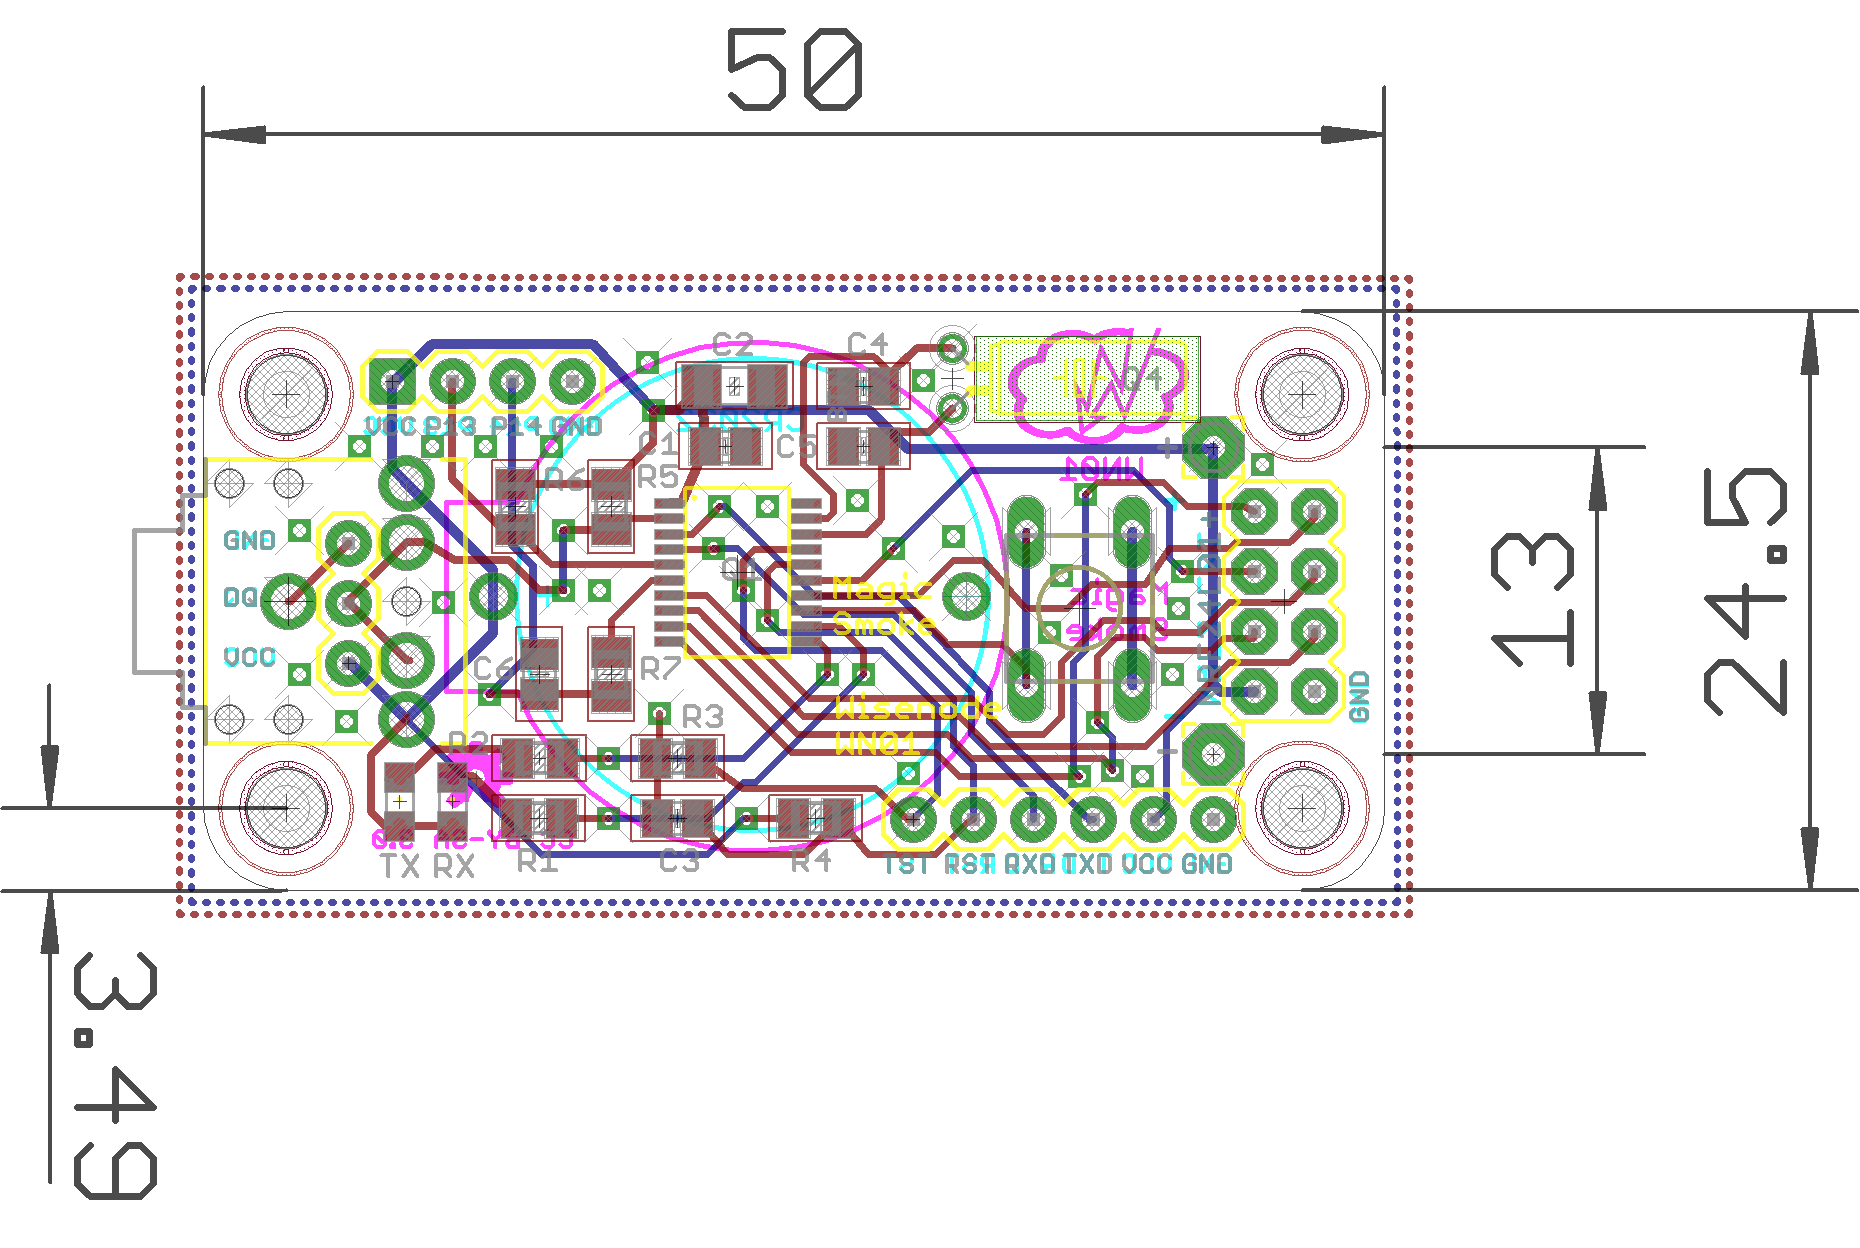 50
C2
C4
Q4
VCC P13 P14 GND
C1
C5
+
WN01
R6
R5
GND
DQ
VCC
Magic
Smoke
Magic
Smoke
13
24.5
C6
R7
GND
R3
Wisenode
WN01
-
R2
TX RX
R1
C3
R4
TST RST RXD TXD VCC GND
3.49